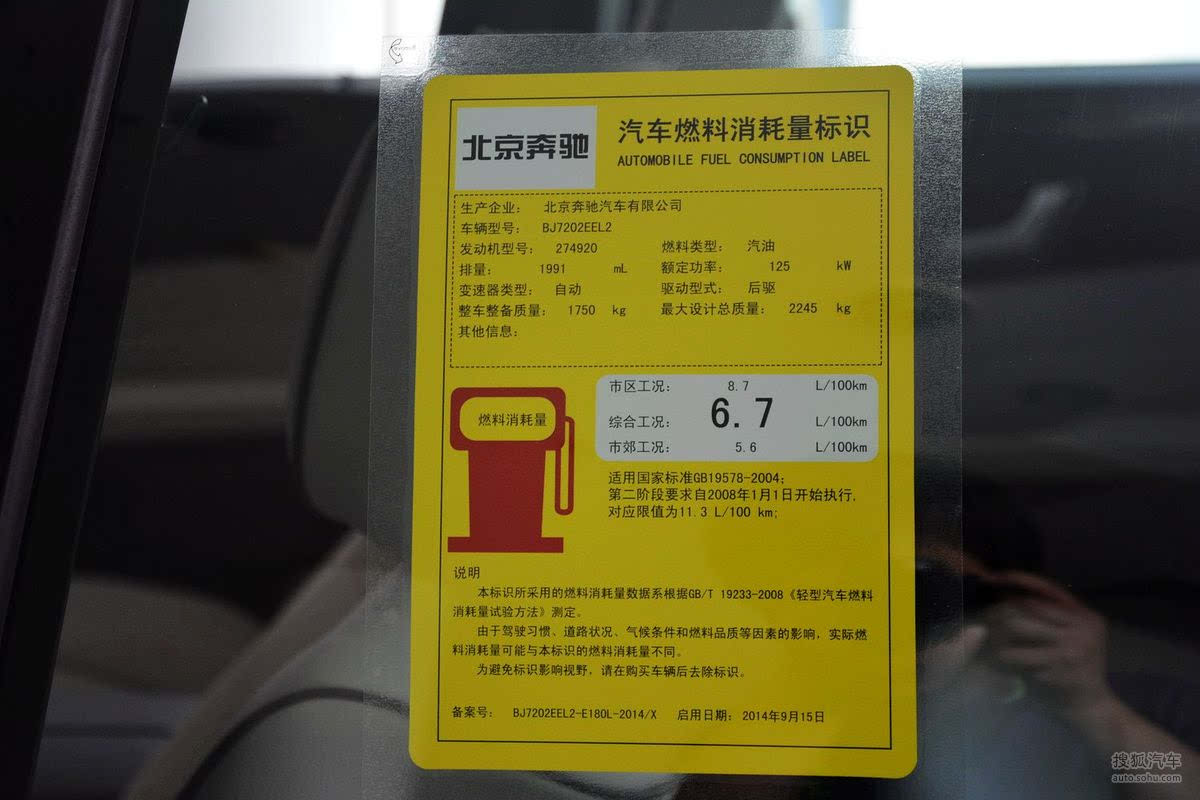 北京奔驰
汽车燃料消耗量标识
AUTOMOBILE FUEL CONSUMPTION LABEL
生产企业: 北京奔驰汽车有限公司
车辆型号: BJ7202EEL2
发动机型号: 274920 燃料类型: 汽油
排量: 1991 mL 额定功率: 125 kW
变速器类型: 自动 驱动型式: 后驱
整车整备质量: 1750 kg 最大设计总质量: 2245 kg
其他信息:
燃料消耗量
市区工况: 8.7 L/100km
综合工况: 6.7 L/100km
市郊工况: 5.6 L/100km
适用国家标准GB19578-2004;
第二阶段要求自2008年1月1日开始执行,
对应限值为11.3 L/100 km;
说明
本标识所采用的燃料消耗量数据系根据GB/T 19233-2008《轻型汽车燃料
消耗量试验方法》测定。
由于驾驶习惯、道路状况、气候条件和燃料品质等因素的影响, 实际燃
料消耗量可能与本标识的燃料消耗量不同。
为避免标识影响视野, 请在购买车辆后去除标识。
备案号: BJ7202EEL2-E180L-2014/X 启用日期: 2014年9月15日
搜狐汽车
auto.sohu.com